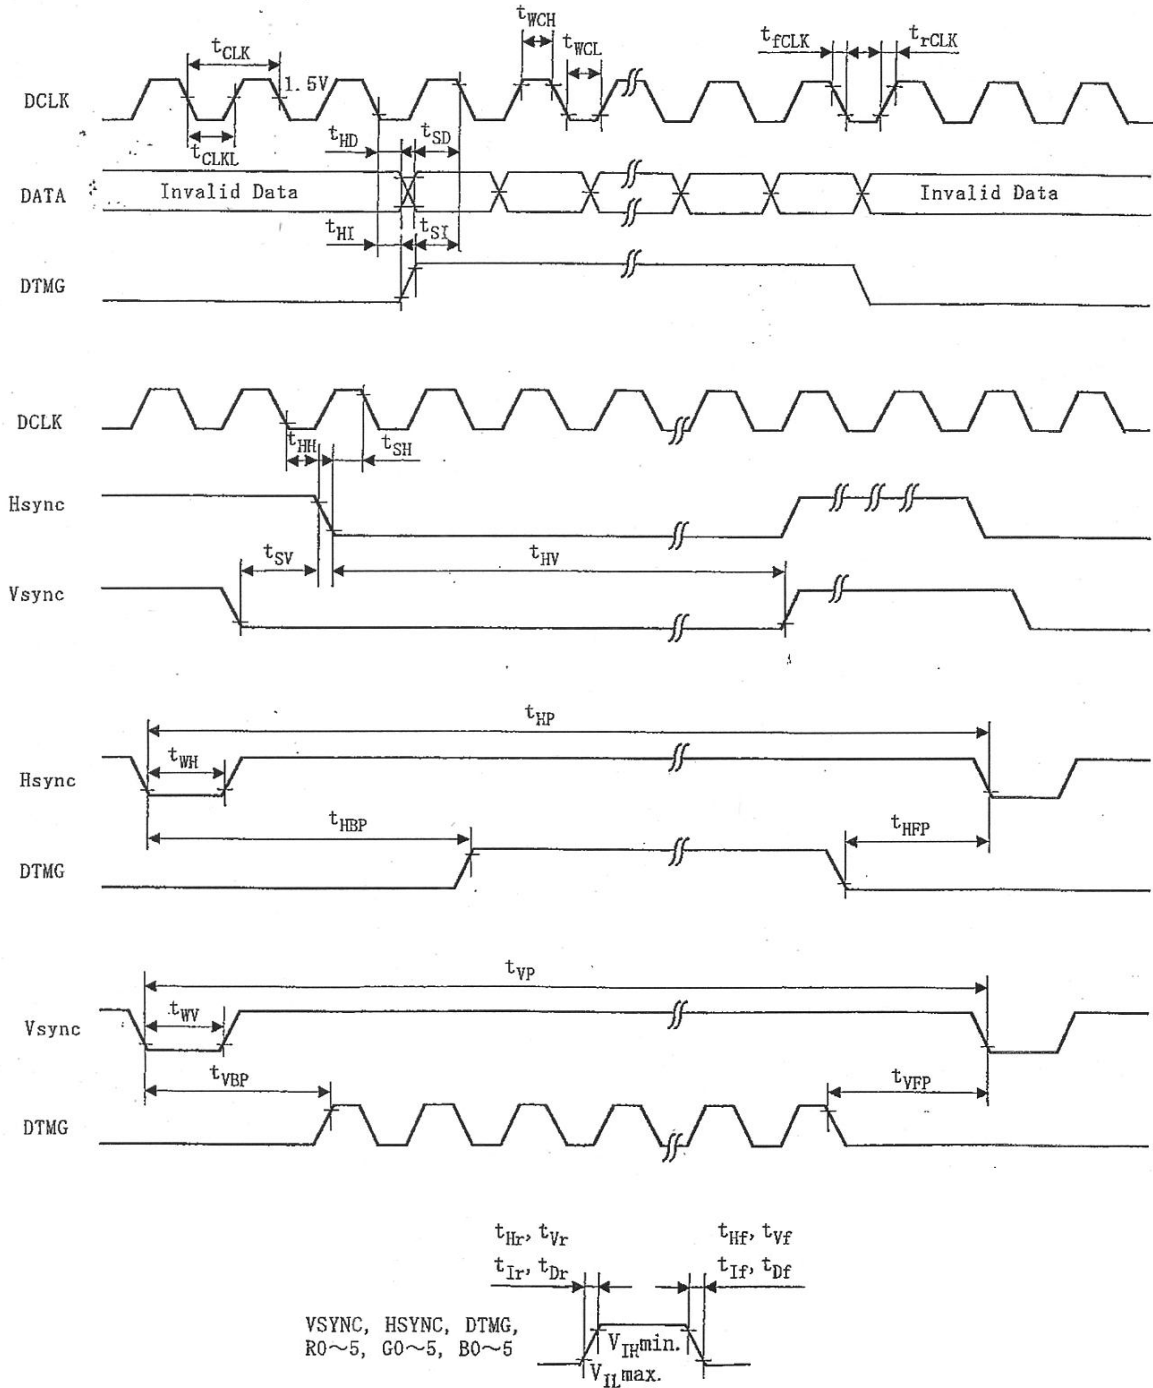 tWCH
tCLK tWCL tfCLK trCLK
1.5V
DCLK
tCLKL tHD tSD
DATA Invalid Data Invalid Data
tHI tSI
DTMG
DCLK
tHH tSH
Hsync
tSV tHV
Vsync
tHP
tWH
Hsync
tHBP tHFP
DTMG
tVP
tWV
Vsync
tVBP tVFP
DTMG
tHr, tVr tHf, tVf
tIr, tDr tIf, tDf
VSYNC, HSYNC, DTMG,
R0～5, G0～5, B0～5
VIHmin.
VILmax.